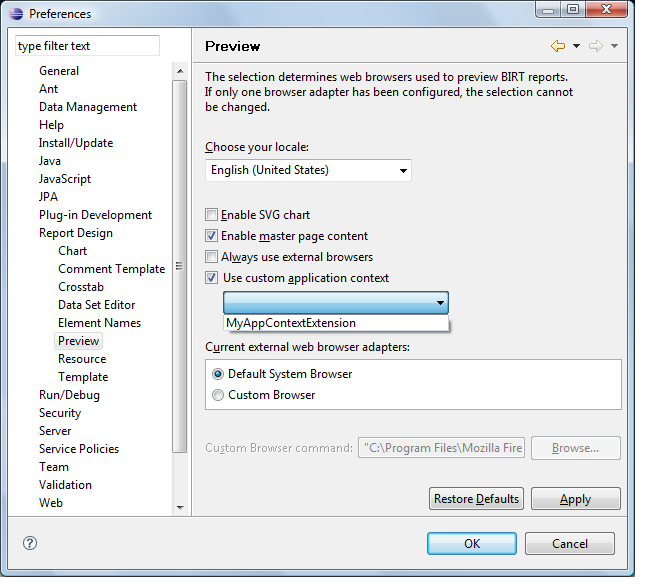 Preferences
type filter text
General
Ant
Data Management
Help
Install/Update
Java
JavaScript
JPA
Plug-in Development
Report Design
Chart
Comment Template
Crosstab
Data Set Editor
Element Names
Preview
Resource
Template
Run/Debug
Security
Server
Service Policies
Team
Validation
Web
Preview
The selection determines web browsers used to preview BIRT reports.
If only one browser adapter has been configured, the selection cannot
be changed.
Choose your locale:
English (United States)
Enable SVG chart
Enable master page content
Always use external browsers
Use custom application context
MyAppContextExtension
Current external web browser adapters:
Default System Browser
Custom Browser
Custom Browser command: "C:\Program Files\Mozilla Fire Browse...
Restore Defaults Apply
? OK Cancel